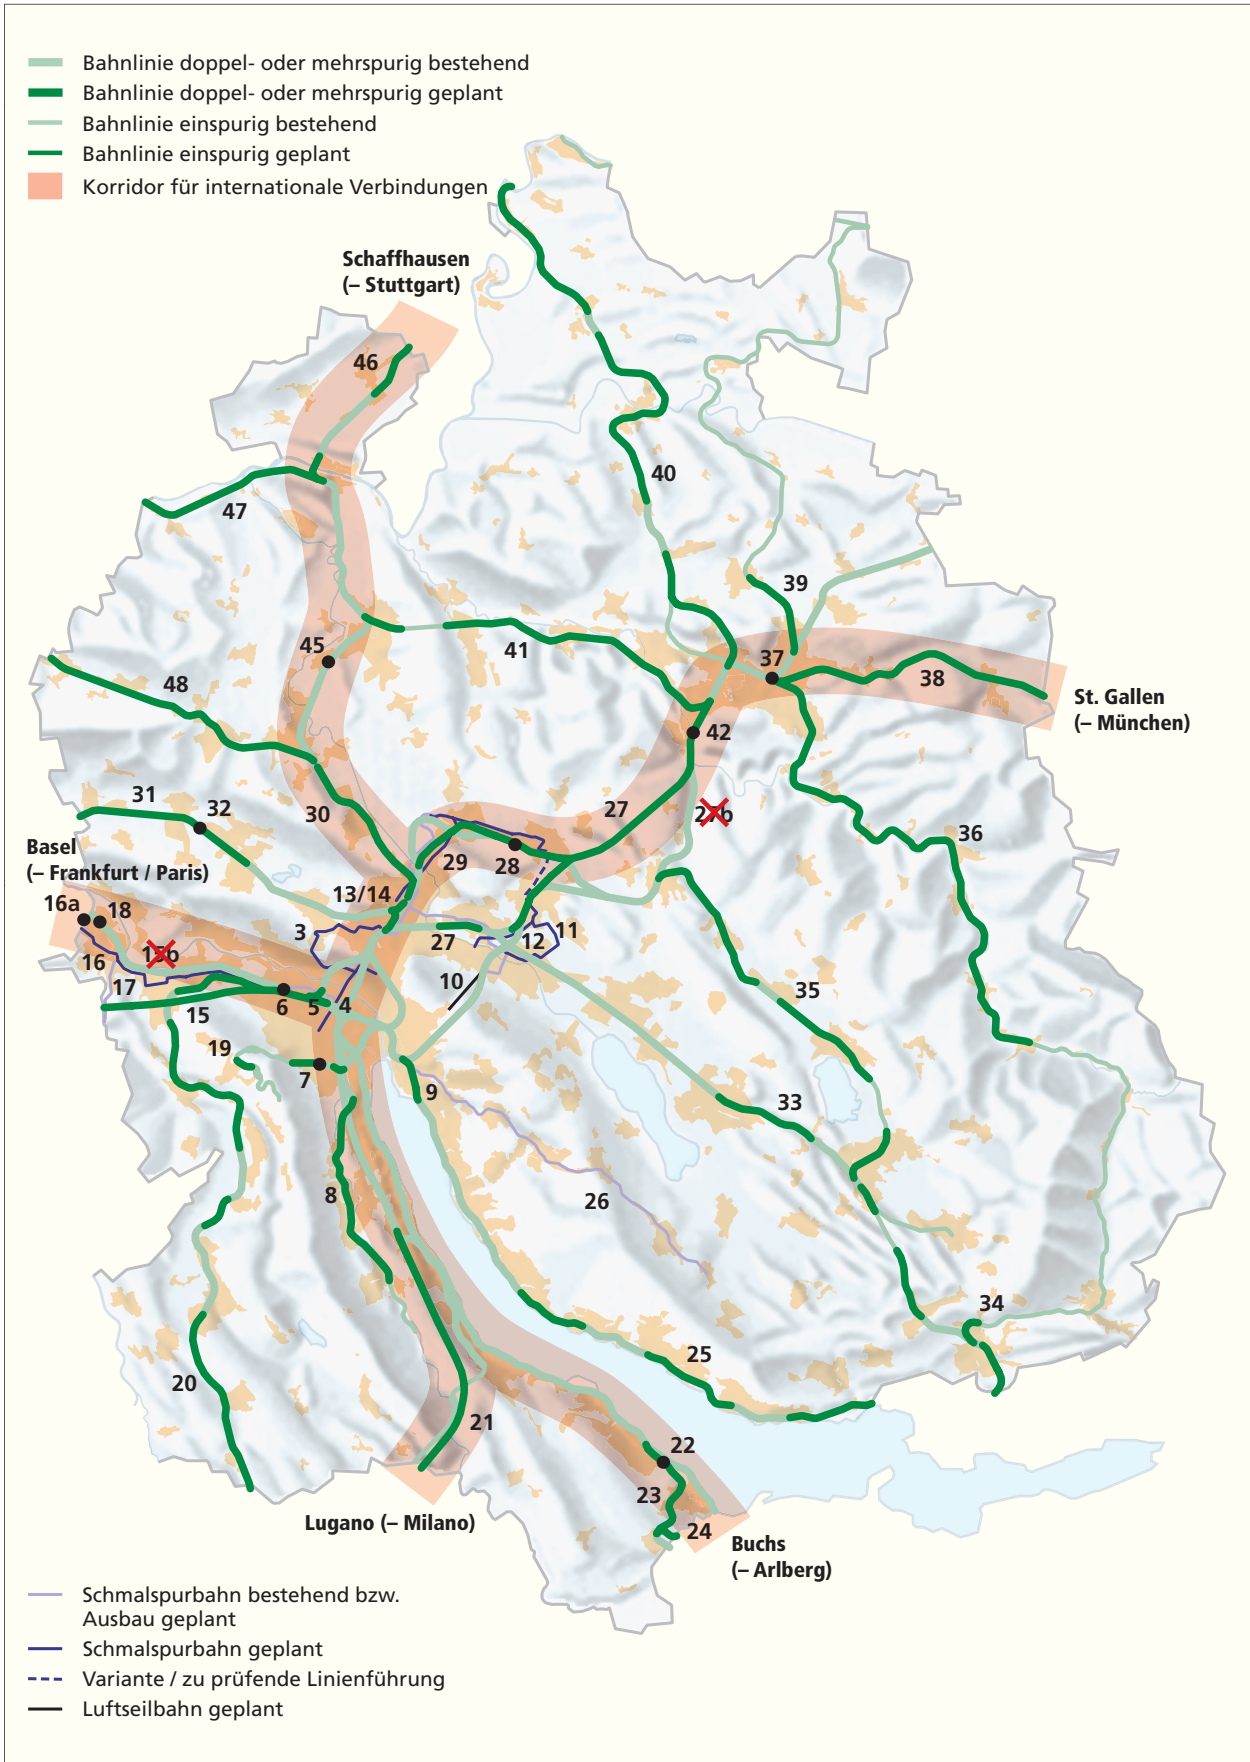 Bahnlinie doppel- oder mehrspurig bestehend
Bahnlinie doppel- oder mehrspurig geplant
Bahnlinie einspurig bestehend
Bahnlinie einspurig geplant
Korridor für internationale Verbindungen
Schaffhausen
(– Stuttgart)
46
40
47
39
45
41
37
38
48
42
St. Gallen
(– München)
31
32
30
27
27b
36
Basel
(– Frankfurt / Paris)
29
28
13/14
16a
18
3
27
12
11
15b
16
17
15
6
5
4
10
35
19
7
9
33
8
26
34
20
25
21
22
23
24
Lugano (– Milano)
Buchs
(– Arlberg)
Schmalspurbahn bestehend bzw.
Ausbau geplant
Schmalspurbahn geplant
Variante / zu prüfende Linienführung
Luftseilbahn geplant